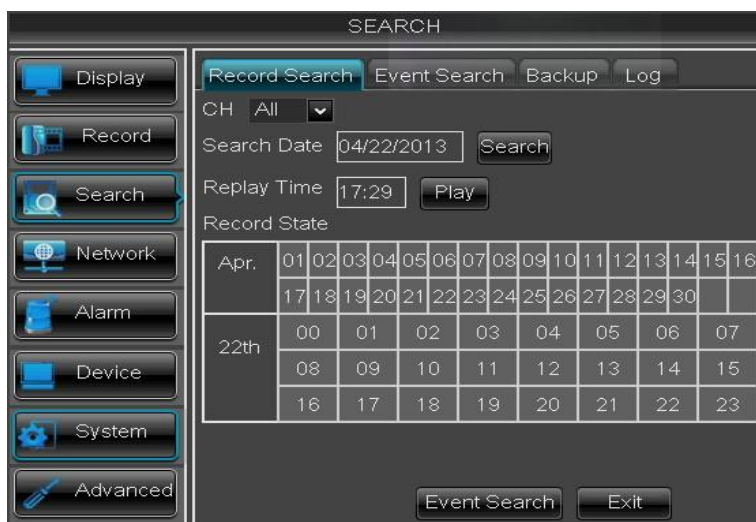 SEARCH
Display
Record
Search
Network
Alarm
Device
System
Advanced
Record Search Event Search Backup Log
CH All
Search Date 04/22/2013 Search
Replay Time 17:29 Play
Record State
Apr. 01 02 03 04 05 06 07 08 09 10 11 12 13 14 15 16
17 18 19 20 21 22 23 24 25 26 27 28 29 30
22th 00 01 02 03 04 05 06 07
08 09 10 11 12 13 14 15
16 17 18 19 20 21 22 23
Event Search Exit